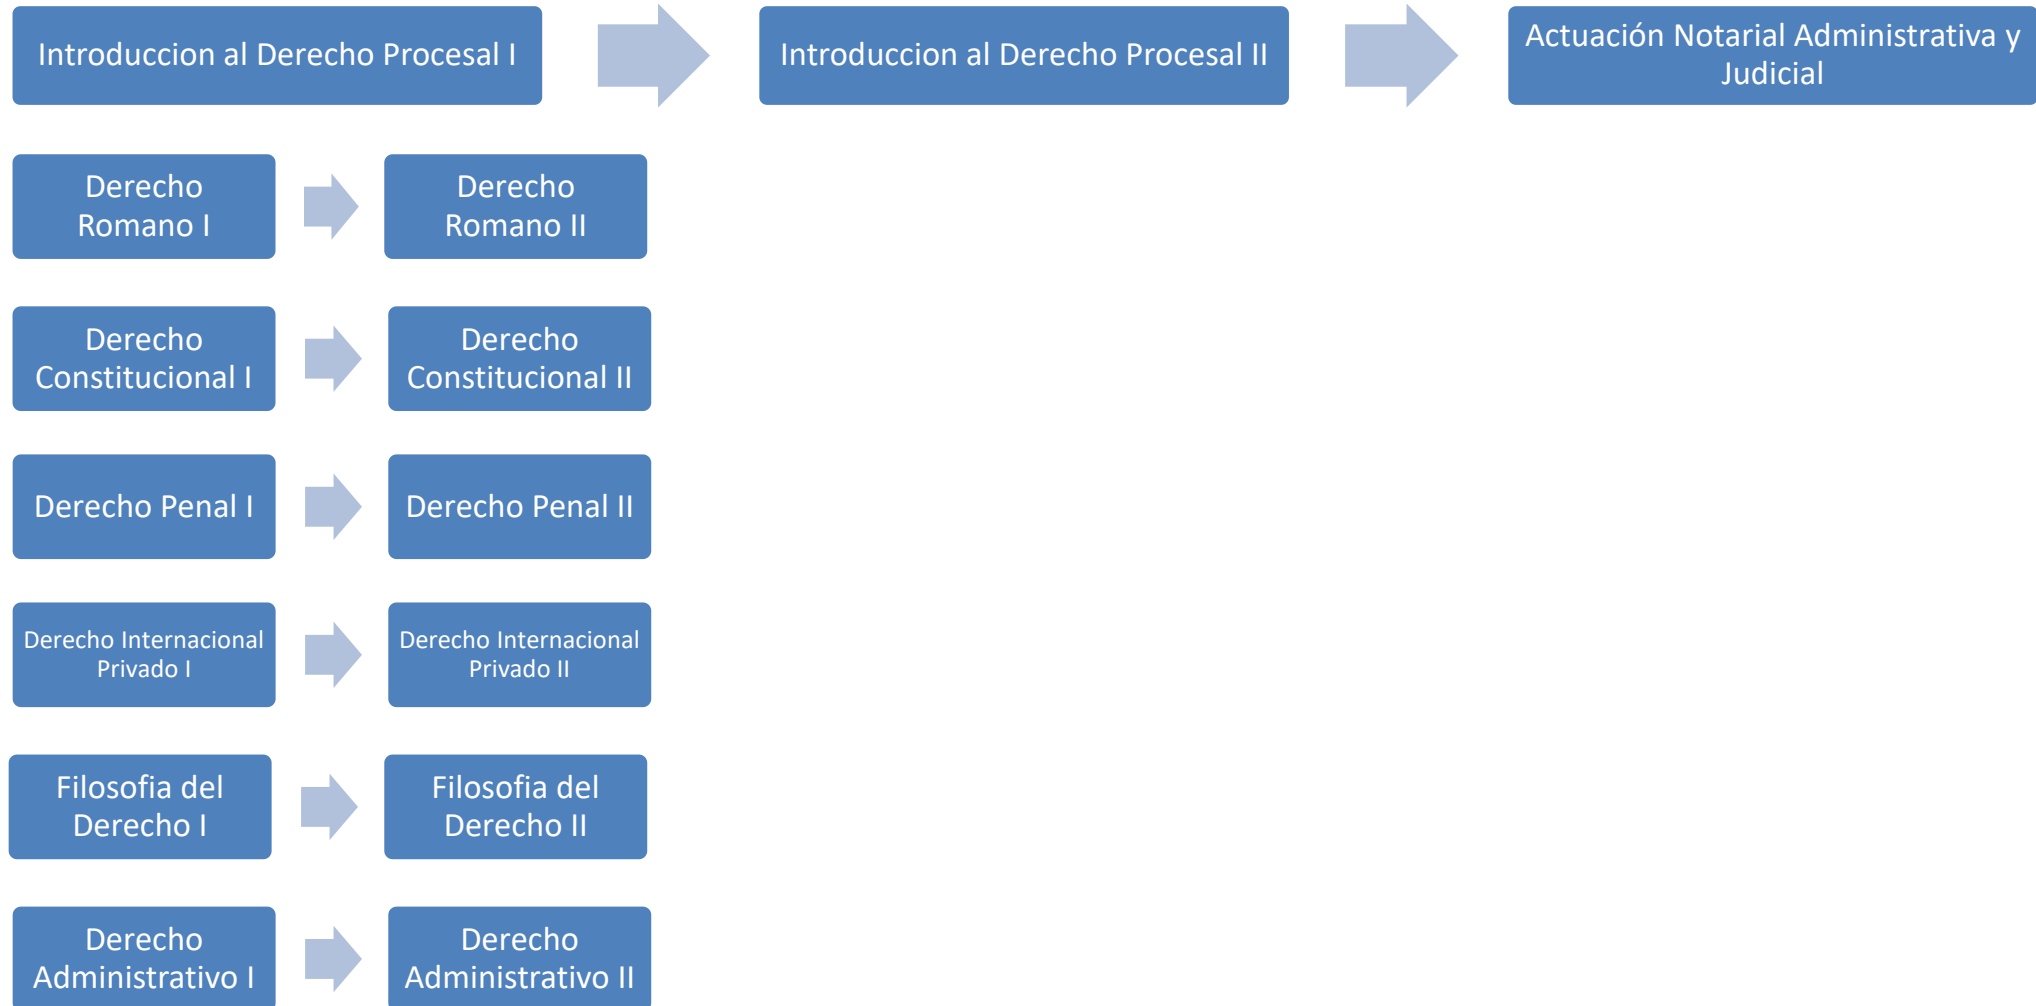 Introduccion al Derecho Procesal I
Introduccion al Derecho Procesal II
Actuación Notarial Administrativa y
Judicial
Derecho
Romano I
Derecho
Romano II
Derecho
Constitucional I
Derecho
Constitucional II
Derecho Penal I
Derecho Penal II
Derecho Internacional
Privado I
Derecho Internacional
Privado II
Filosofia del
Derecho I
Filosofia del
Derecho II
Derecho
Administrativo I
Derecho
Administrativo II